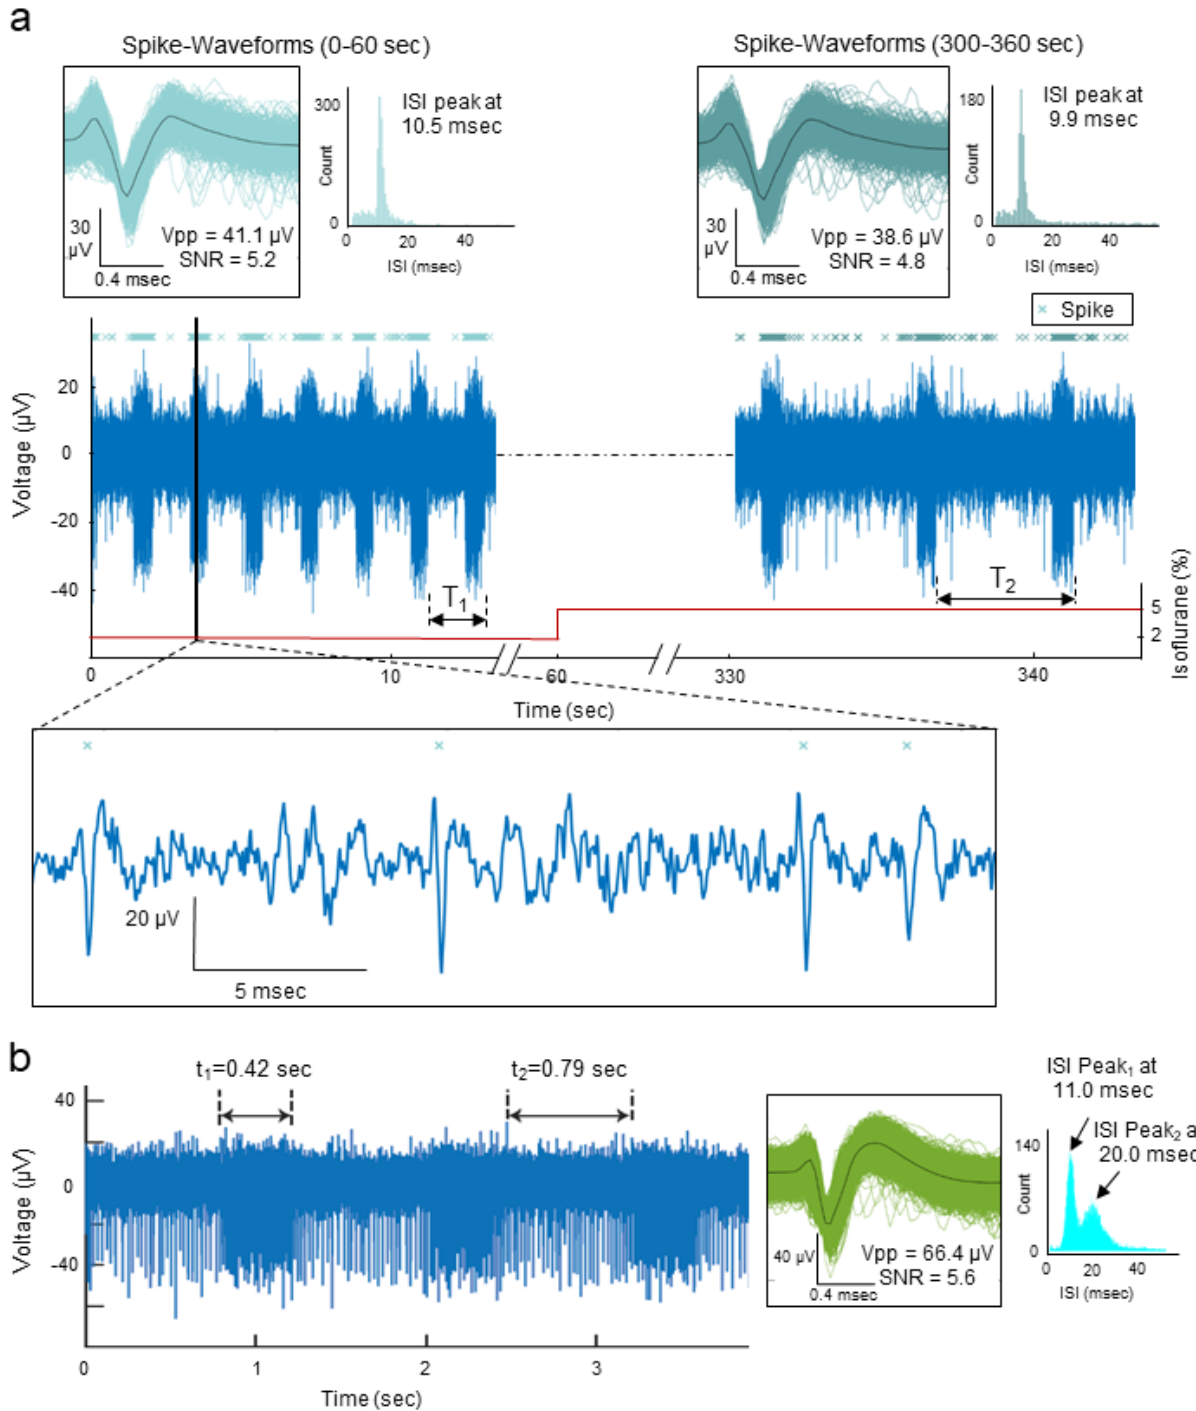 a
Spike-Waveforms (0-60 sec)
Spike-Waveforms (300-360 sec)
300
Count
0
ISI peak at
10.5 msec
0 20 40
ISI (msec)
30
µV
Vpp = 41.1 µV
SNR = 5.2
0.4 msec
180
Count
0
ISI peak at
9.9 msec
0 20 40
ISI (msec)
30
µV
Vpp = 38.6 µV
SNR = 4.8
0.4 msec
× Spike
Voltage (µV)
20
0
-20
-40
T1
T2
Isoflurane (%)
5
2
0 10 60 330 340
Time (sec)
20 µV
5 msec
b
t1=0.42 sec
t2=0.79 sec
Voltage (µV)
40
0
-40
0 1 2 3
Time (sec)
40 µV
Vpp = 66.4 µV
SNR = 5.6
0.4 msec
ISI Peak1 at
11.0 msec
ISI Peak2 a
20.0 msec
140
Count
0
0 20 40
ISI (msec)